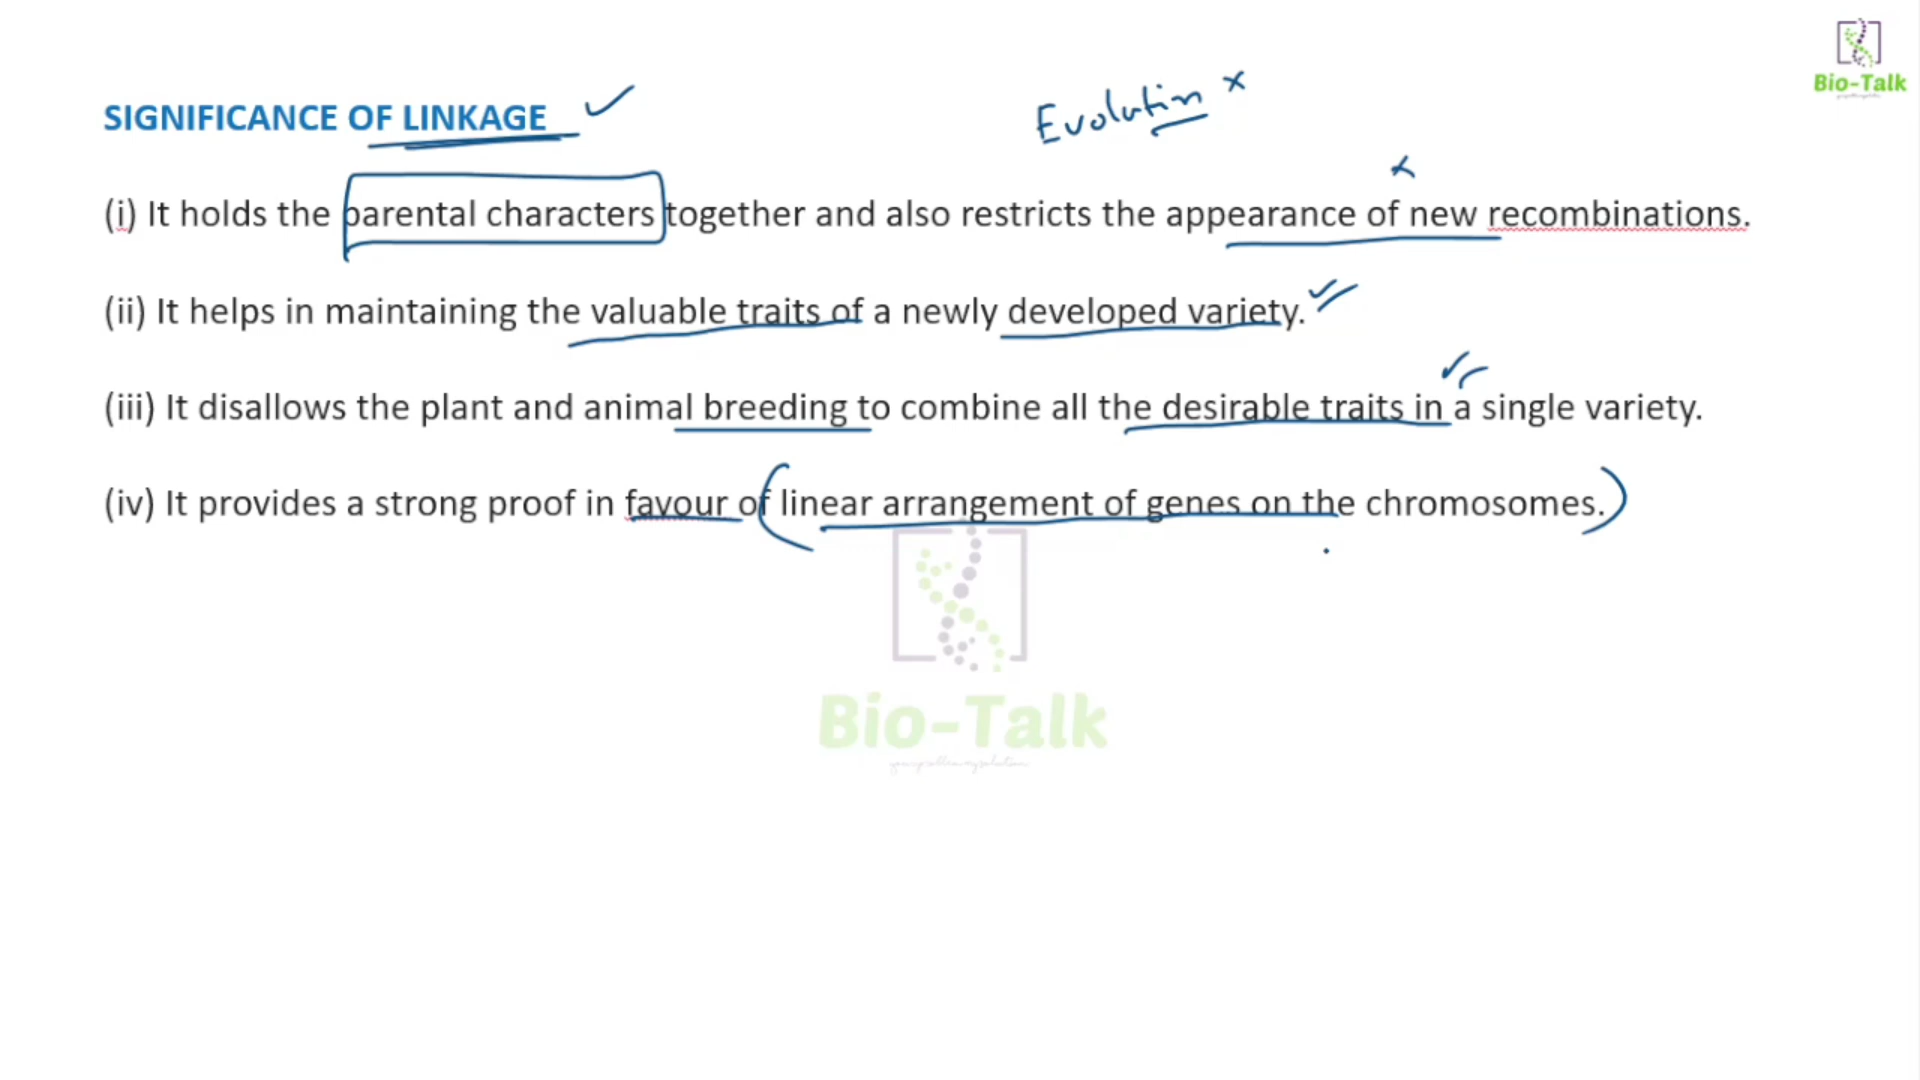 Bio-Talk
Evolution x
SIGNIFICANCE OF LINKAGE
(i) It holds the parental characters together and also restricts the appearance of new recombinations.
(ii) It helps in maintaining the valuable traits of a newly developed variety.
(iii) It disallows the plant and animal breeding to combine all the desirable traits in a single variety.
(iv) It provides a strong proof in favour of linear arrangement of genes on the chromosomes.
Bio-Talk